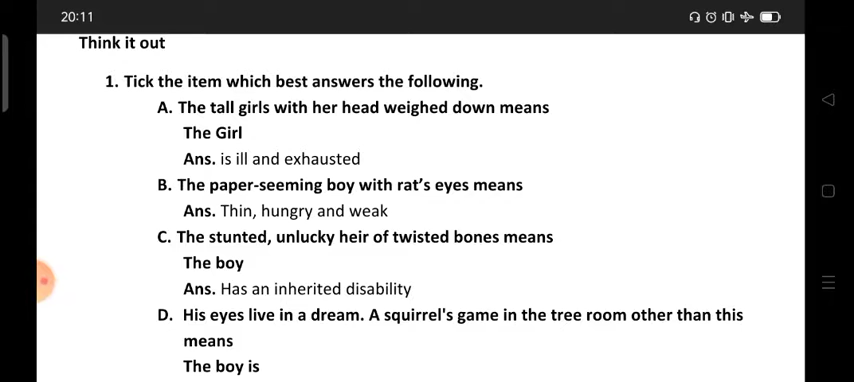 20:11
Think it out
1. Tick the item which best answers the following.
A. The tall girls with her head weighed down means
The Girl
Ans. is ill and exhausted
B. The paper-seeming boy with rat's eyes means
Ans. Thin, hungry and weak
C. The stunted, unlucky heir of twisted bones means
The boy
Ans. Has an inherited disability
D. His eyes live in a dream. A squirrel's game in the tree room other than this
means
The boy is